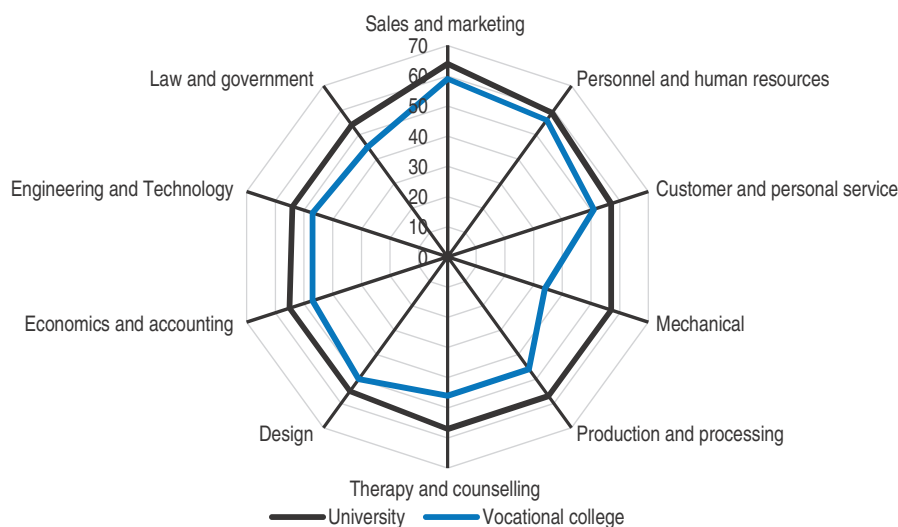 Sales and marketing
70
60
50
40
30
20
10
0
Personnel and human resources
Customer and personal service
Mechanical
Production and processing
Therapy and counselling
Design
Economics and accounting
Engineering and Technology
Law and government
University
Vocational college